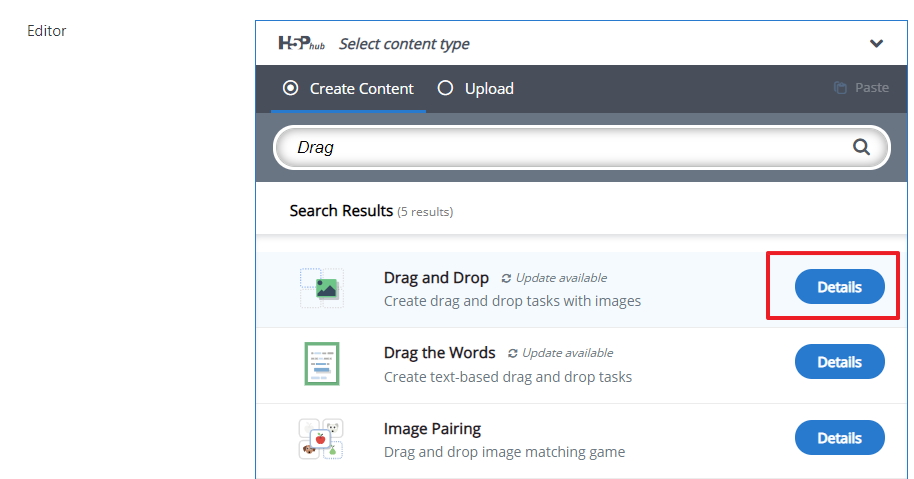 Editor
H5P hub Select content type
Create Content Upload Paste
Drag
Search Results (5 results)
Drag and Drop Update available
Create drag and drop tasks with images
Details
Drag the Words Update available
Create text-based drag and drop tasks
Details
Image Pairing
Drag and drop image matching game
Details